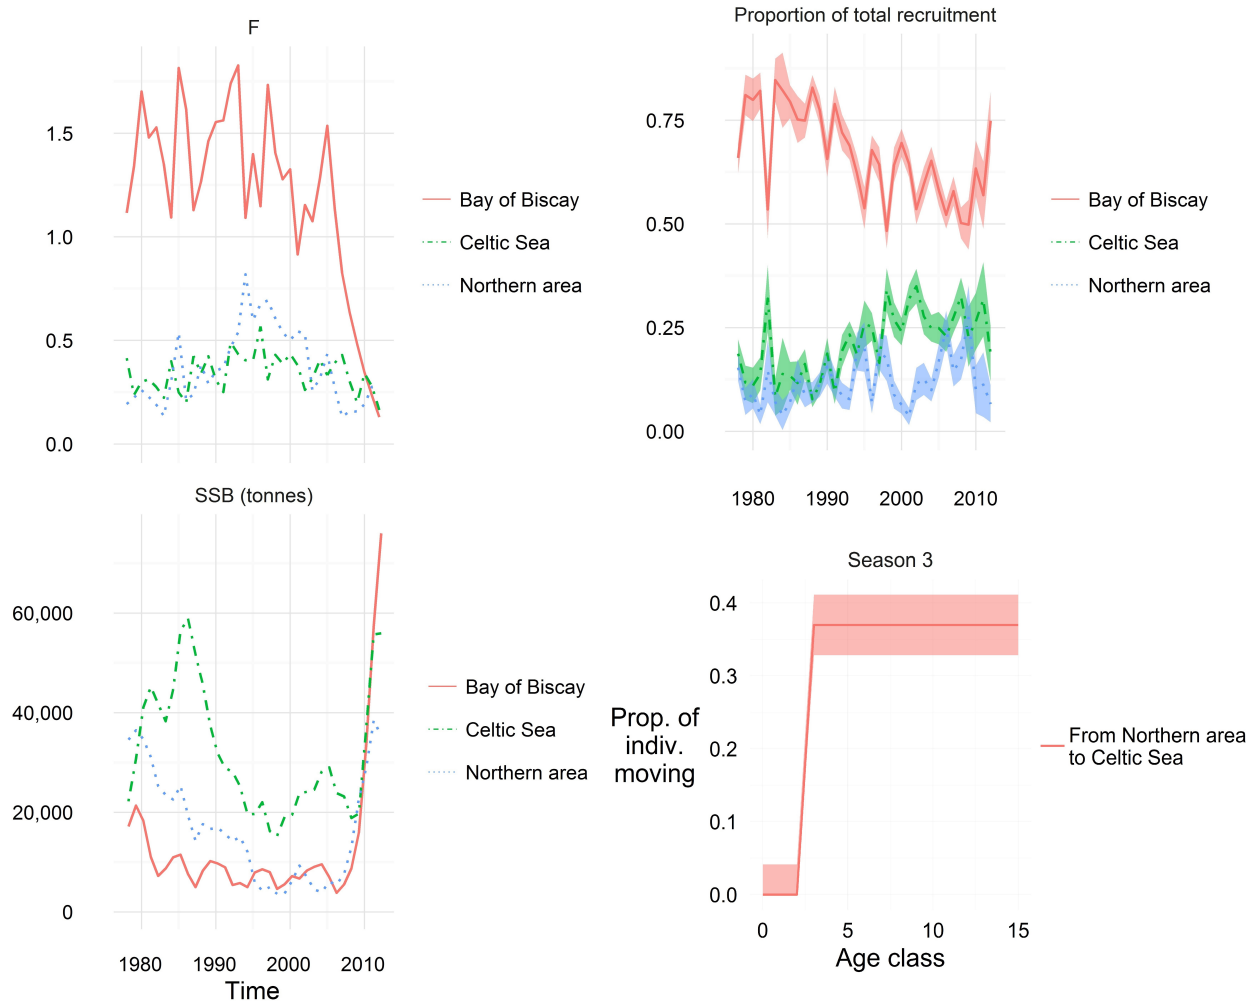 F
1.5
1.0
0.5
0.0
Bay of Biscay
Celtic Sea
Northern area
Proportion of total recruitment
0.75
0.50
0.25
0.00
1980 1990 2000 2010
Bay of Biscay
Celtic Sea
Northern area
SSB (tonnes)
60,000
40,000
20,000
0
1980 1990 2000 2010
Time
Bay of Biscay
Celtic Sea
Northern area
Season 3
0.4
0.3
0.2
0.1
0.0
Prop. of
indiv.
moving
0 5 10 15
Age class
From Northern area
to Celtic Sea